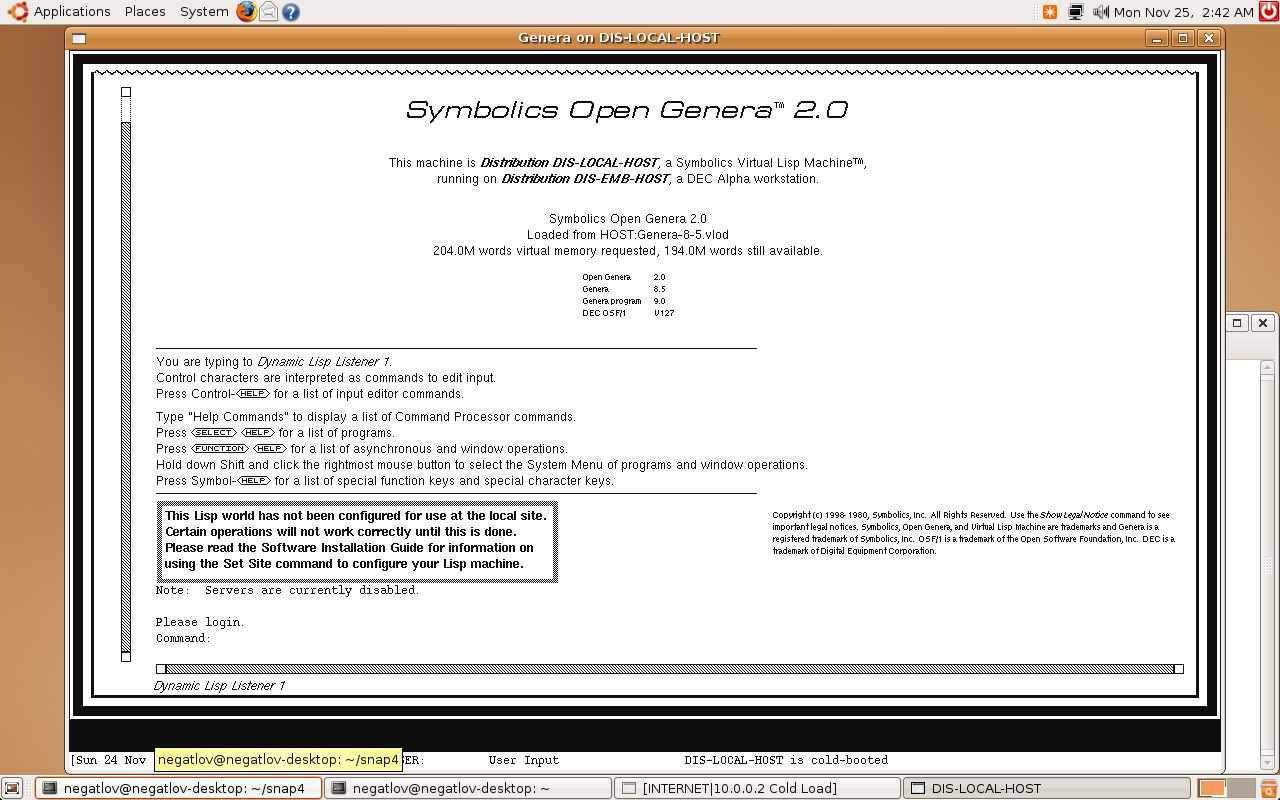 Applications Places System Mon Nov 25, 2:42 AM
Genera on DIS-LOCAL-HOST
Symbolics Open Genera™ 2.0
This machine is Distribution DIS-LOCAL-HOST, a Symbolics Virtual Lisp Machine™,
running on Distribution DIS-EMB-HOST, a DEC Alpha workstation.
Symbolics Open Genera 2.0
Loaded from HOST:Genera-8-5.vlod
204.0M words virtual memory requested, 194.0M words still available.
Open Genera 2.0
Genera 8.5
Genera program 9.0
DEC OSF/1 V127
You are typing to Dynamic Lisp Listener 1.
Control characters are interpreted as commands to edit input.
Press Control-HELP for a list of input editor commands.
Type "Help Commands" to display a list of Command Processor commands.
Press SELECT HELP for a list of programs.
Press FUNCTION HELP for a list of asynchronous and window operations.
Hold down Shift and click the rightmost mouse button to select the System Menu of programs and window operations.
Press Symbol-HELP for a list of special function keys and special character keys.
This Lisp world has not been configured for use at the local site.
Certain operations will not work correctly until this is done.
Please read the Software Installation Guide for information on
using the Set Site command to configure your Lisp machine.
Copyright (c) 1998-1980, Symbolics, Inc. All Rights Reserved. Use the Show Legal Notice command to see
important legal notices. Symbolics, Open Genera, and Virtual Lisp Machine are trademarks and Genera is a
registered trademark of Symbolics, Inc. OSF/1 is a trademark of the Open Software Foundation, Inc. DEC is a
trademark of Digital Equipment Corporation.
Note: Servers are currently disabled.
Please login.
Command:
Dynamic Lisp Listener 1
[Sun 24 Nov
negatlov@negatlov-desktop: ~/snap4
ER: User Input DIS-LOCAL-HOST is cold-booted
negatlov@negatlov-desktop: ~/snap4
negatlov@negatlov-desktop: ~
[INTERNET|10.0.0.2 Cold Load]
DIS-LOCAL-HOST